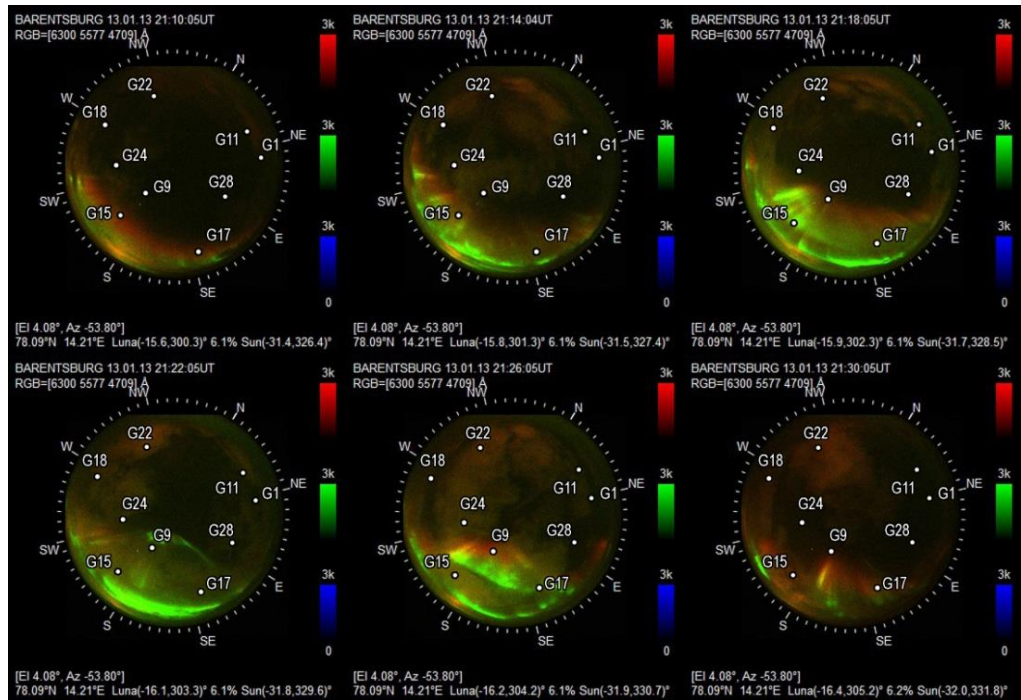 BARENTSBURG 13.01.13 21:10:05UT
RGB=[6300 5577 4709] Å
NW
N
3k
W
G22
G18
G11
NE
G1
G24
3k
G9
G28
SW
G15
E
G17
3k
S
SE
0
[El 4.08°, Az -53.80°]
78.09°N 14.21°E Luna(-15.6,300.3)° 6.1% Sun(-31.4,326.4)°
BARENTSBURG 13.01.13 21:14:04UT
RGB=[6300 5577 4709] Å
NW
N
3k
W
G22
G18
G11
NE
G1
G24
3k
G9
G28
SW
G15
E
G17
3k
S
SE
0
[El 4.08°, Az -53.80°]
78.09°N 14.21°E Luna(-15.8,301.3)° 6.1% Sun(-31.5,327.4)°
BARENTSBURG 13.01.13 21:18:05UT
RGB=[6300 5577 4709] Å
NW
N
3k
W
G22
G18
G11
NE
G1
G24
3k
G9
G28
SW
G15
E
G17
3k
S
SE
0
[El 4.08°, Az -53.80°]
78.09°N 14.21°E Luna(-15.9,302.3)° 6.1% Sun(-31.7,328.5)°
BARENTSBURG 13.01.13 21:22:05UT
RGB=[6300 5577 4709] Å
NW
N
3k
W
G22
G18
G11
NE
G1
G24
3k
G9
G28
SW
G15
E
G17
3k
S
SE
0
[El 4.08°, Az -53.80°]
78.09°N 14.21°E Luna(-16.1,303.3)° 6.1% Sun(-31.8,329.6)°
BARENTSBURG 13.01.13 21:26:05UT
RGB=[6300 5577 4709] Å
NW
N
3k
W
G22
G18
G11
NE
G1
G24
3k
G9
G28
SW
G15
E
G17
3k
S
SE
0
[El 4.08°, Az -53.80°]
78.09°N 14.21°E Luna(-16.2,304.2)° 6.1% Sun(-31.9,330.7)°
BARENTSBURG 13.01.13 21:30:05UT
RGB=[6300 5577 4709] Å
NW
N
3k
W
G22
G18
G11
NE
G1
G24
3k
G9
G28
SW
G15
E
G17
3k
S
SE
0
[El 4.08°, Az -53.80°]
78.09°N 14.21°E Luna(-16.4,305.2)° 6.2% Sun(-32.0,331.8)°